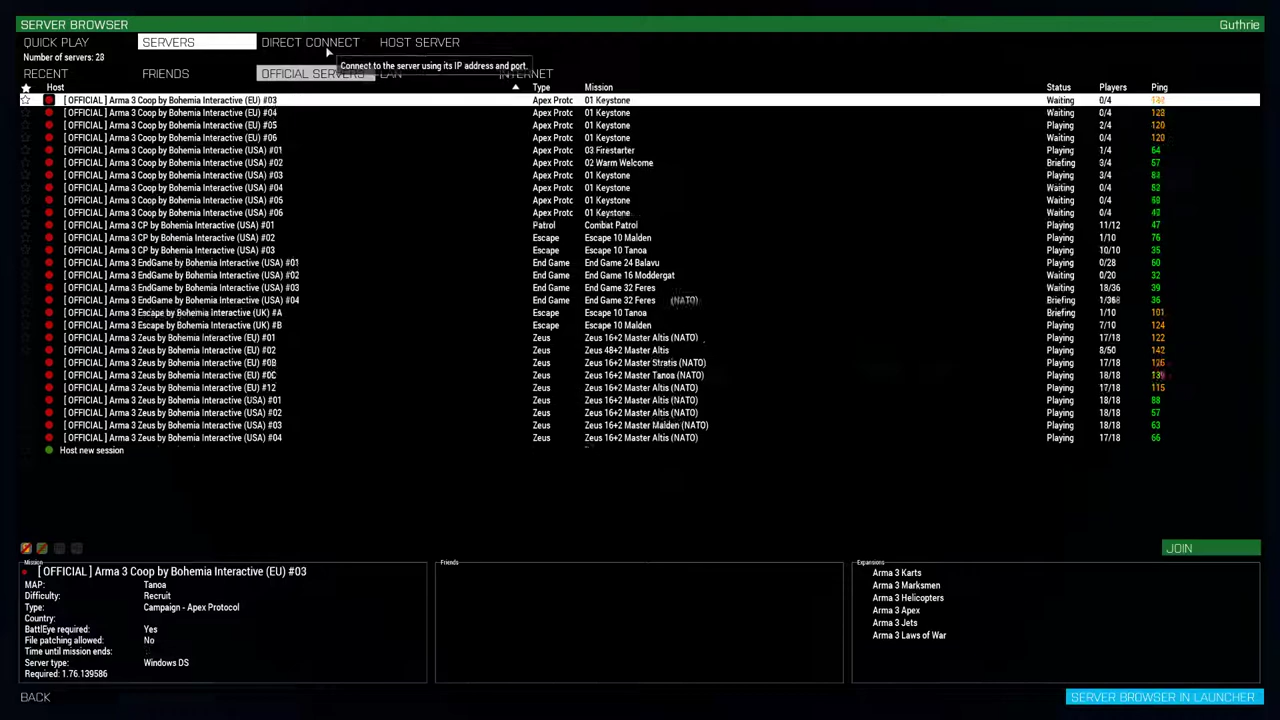 SERVER BROWSER Guthrie
QUICK PLAY SERVERS DIRECT CONNECT HOST SERVER
Number of servers: 28 Connect to the server using its IP address and port.
RECENT FRIENDS OFFICIAL SERVERS LAN INTERNET
Host Type Mission Status Players Ping
[ OFFICIAL ] Arma 3 Coop by Bohemia Interactive (EU) #03 Apex Protc 01 Keystone Waiting 0/4
[ OFFICIAL ] Arma 3 Coop by Bohemia Interactive (EU) #04 Apex Protc 01 Keystone Waiting 0/4 128
[ OFFICIAL ] Arma 3 Coop by Bohemia Interactive (EU) #05 Apex Protc 01 Keystone Playing 2/4 120
[ OFFICIAL ] Arma 3 Coop by Bohemia Interactive (EU) #06 Apex Protc 01 Keystone Waiting 0/4 120
[ OFFICIAL ] Arma 3 Coop by Bohemia Interactive (USA) #01 Apex Protc 03 Firestarter Playing 1/4 64
[ OFFICIAL ] Arma 3 Coop by Bohemia Interactive (USA) #02 Apex Protc 02 Warm Welcome Briefing 3/4 57
[ OFFICIAL ] Arma 3 Coop by Bohemia Interactive (USA) #03 Apex Protc 01 Keystone Playing 3/4
[ OFFICIAL ] Arma 3 Coop by Bohemia Interactive (USA) #04 Apex Protc 01 Keystone Waiting 0/4
[ OFFICIAL ] Arma 3 Coop by Bohemia Interactive (USA) #05 Apex Protc 01 Keystone Waiting 0/4
[ OFFICIAL ] Arma 3 Coop by Bohemia Interactive (USA) #06 Apex Protc 01 Keystone Waiting 0/4
[ OFFICIAL ] Arma 3 CP by Bohemia Interactive (USA) #01 Patrol Combat Patrol Playing 11/12 47
[ OFFICIAL ] Arma 3 CP by Bohemia Interactive (USA) #02 Escape Escape 10 Malden Playing 1/10 76
[ OFFICIAL ] Arma 3 CP by Bohemia Interactive (USA) #03 Escape Escape 10 Tanoa Playing 10/10 35
[ OFFICIAL ] Arma 3 EndGame by Bohemia Interactive (USA) #01 End Game End Game 24 Balavu Playing 0/28 60
[ OFFICIAL ] Arma 3 EndGame by Bohemia Interactive (USA) #02 End Game End Game 16 Moddergat Waiting 0/20 32
[ OFFICIAL ] Arma 3 EndGame by Bohemia Interactive (USA) #03 End Game End Game 32 Feres Playing 18/36 39
[ OFFICIAL ] Arma 3 EndGame by Bohemia Interactive (USA) #04 End Game End Game 32 Feres (NATO) Briefing 36
[ OFFICIAL ] Arma 3 Escape by Bohemia Interactive (UK) #A Escape Escape 10 Tanoa Briefing 1/10 101
[ OFFICIAL ] Arma 3 Escape by Bohemia Interactive (UK) #B Escape Escape 10 Malden Playing 7/10 124
[ OFFICIAL ] Arma 3 Zeus by Bohemia Interactive (EU) #01 Zeus Zeus 16+2 Master Altis (NATO) Playing 17/18 122
[ OFFICIAL ] Arma 3 Zeus by Bohemia Interactive (EU) #02 Zeus Zeus 48+2 Master Altis Playing 8/50 142
[ OFFICIAL ] Arma 3 Zeus by Bohemia Interactive (EU) #0B Zeus Zeus 16+2 Master Stratis (NATO) Playing 17/18
[ OFFICIAL ] Arma 3 Zeus by Bohemia Interactive (EU) #0C Zeus Zeus 16+2 Master Tanoa (NATO) Playing 18/18
[ OFFICIAL ] Arma 3 Zeus by Bohemia Interactive (EU) #12 Zeus Zeus 16+2 Master Altis (NATO) Playing 17/18 115
[ OFFICIAL ] Arma 3 Zeus by Bohemia Interactive (USA) #01 Zeus Zeus 16+2 Master Altis (NATO) Playing 18/18 88
[ OFFICIAL ] Arma 3 Zeus by Bohemia Interactive (USA) #02 Zeus Zeus 16+2 Master Altis (NATO) Playing 18/18 57
[ OFFICIAL ] Arma 3 Zeus by Bohemia Interactive (USA) #03 Zeus Zeus 16+2 Master Malden (NATO) Playing 18/18 63
[ OFFICIAL ] Arma 3 Zeus by Bohemia Interactive (USA) #04 Zeus Zeus 16+2 Master Altis (NATO) Playing 17/18 66
Host new session
JOIN
Mission Friends Expansions
[ OFFICIAL ] Arma 3 Coop by Bohemia Interactive (EU) #03
MAP: Tanoa
Difficulty: Recruit
Type: Campaign - Apex Protocol
Country:
BattlEye required: Yes
File patching allowed: No
Time until mission ends:
Server type: Windows DS
Required: 1.76.139586
Arma 3 Karts
Arma 3 Marksmen
Arma 3 Helicopters
Arma 3 Apex
Arma 3 Jets
Arma 3 Laws of War
BACK SERVER BROWSER IN LAUNCHER